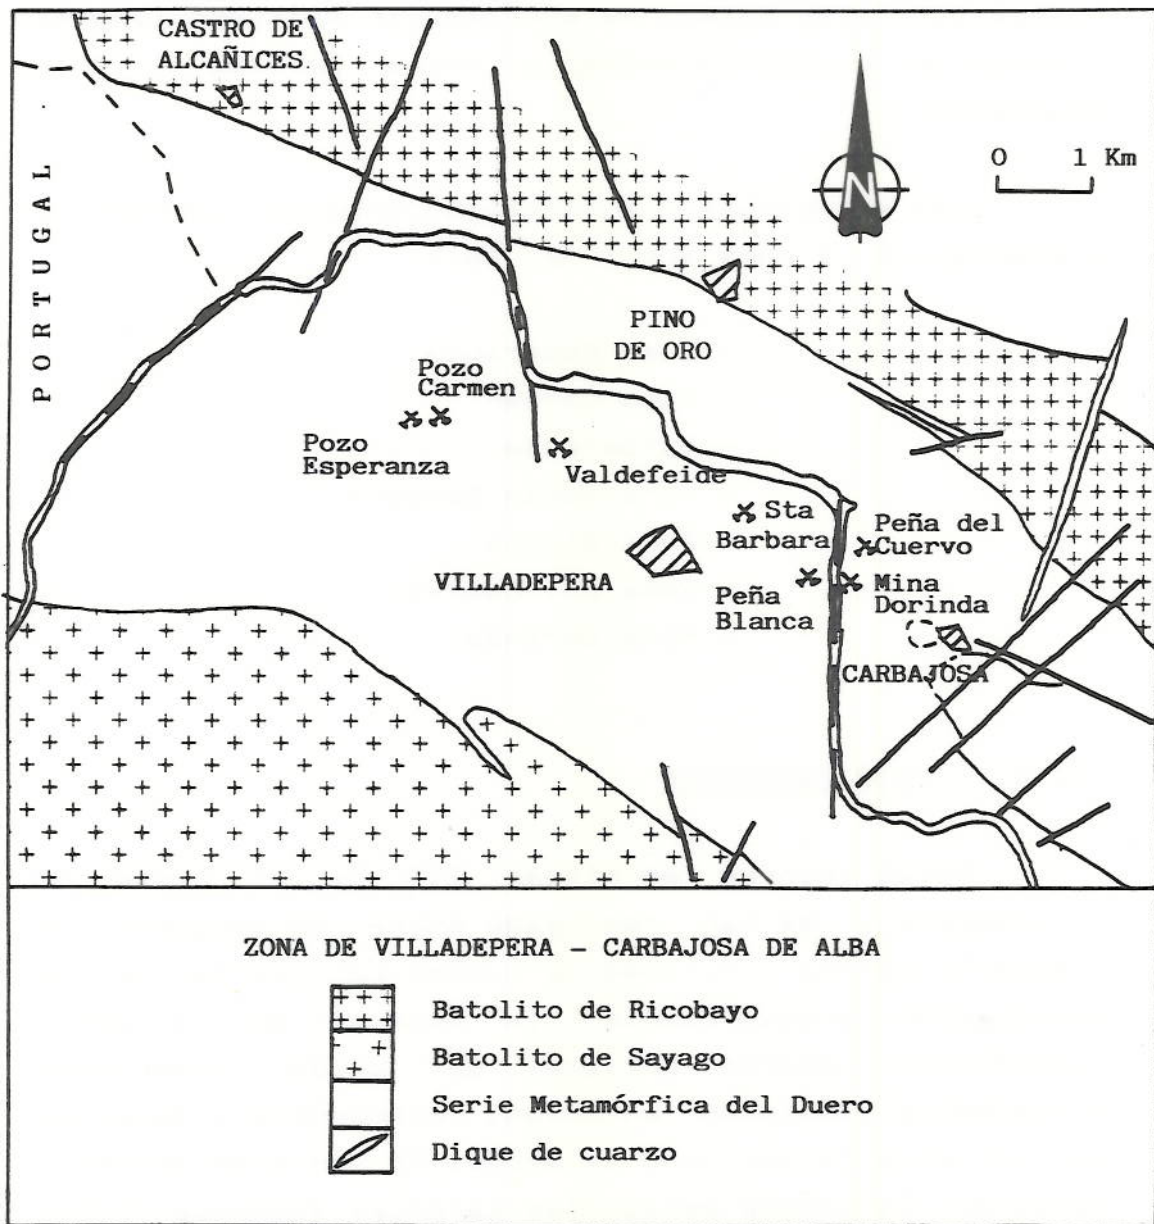 CASTRO DE
ALCAÑICES
N
0 1 Km
PORTUGAL
PINO
DE ORO
Pozo
Carmen
Pozo
Esperanza
Valdefeide
Sta
Barbara
Peña del
Cuervo
VILLADEPERA
Peña
Blanca
Mina
Dorinda
CARBAJOSA
ZONA DE VILLADEPERA - CARBAJOSA DE ALBA
Batolito de Ricobayo
Batolito de Sayago
Serie Metamórfica del Duero
Dique de cuarzo